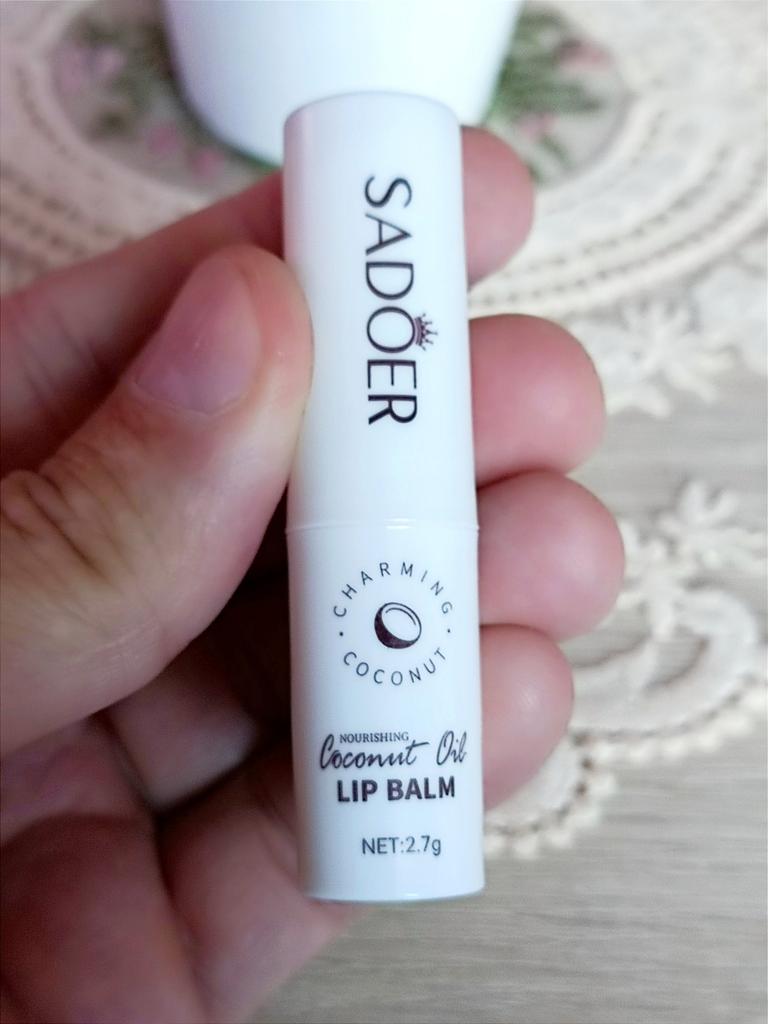 SADOER
CHARMING
COCONUT
NOURISHING
Coconut Oil
LIP BALM
NET:2.7g